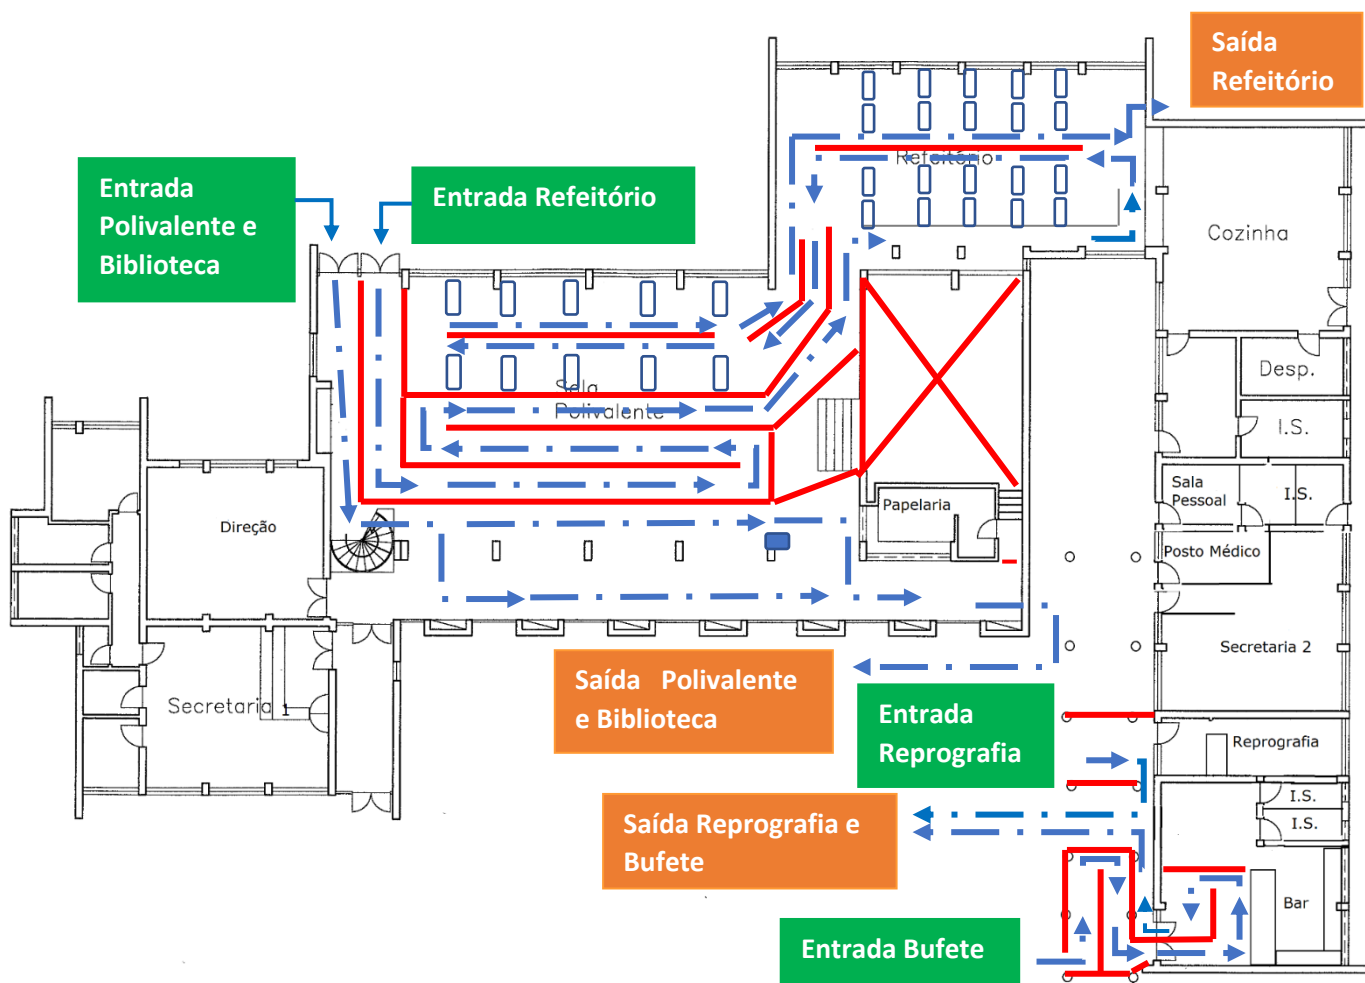 Saída
Refeitório
Entrada
Polivalente e
Biblioteca
Entrada Refeitório
Refeitório
Cozinha
Desp.
I.S.
Sala
Polivalente
Sala
Pessoal
I.S.
Papelaria
Direção
Posto Médico
Secretaria 2
Saída Polivalente
e Biblioteca
Secretaria 1
Entrada
Reprografia
Reprografia
I.S.
I.S.
Saída Reprografia e
Bufete
Bar
Entrada Bufete